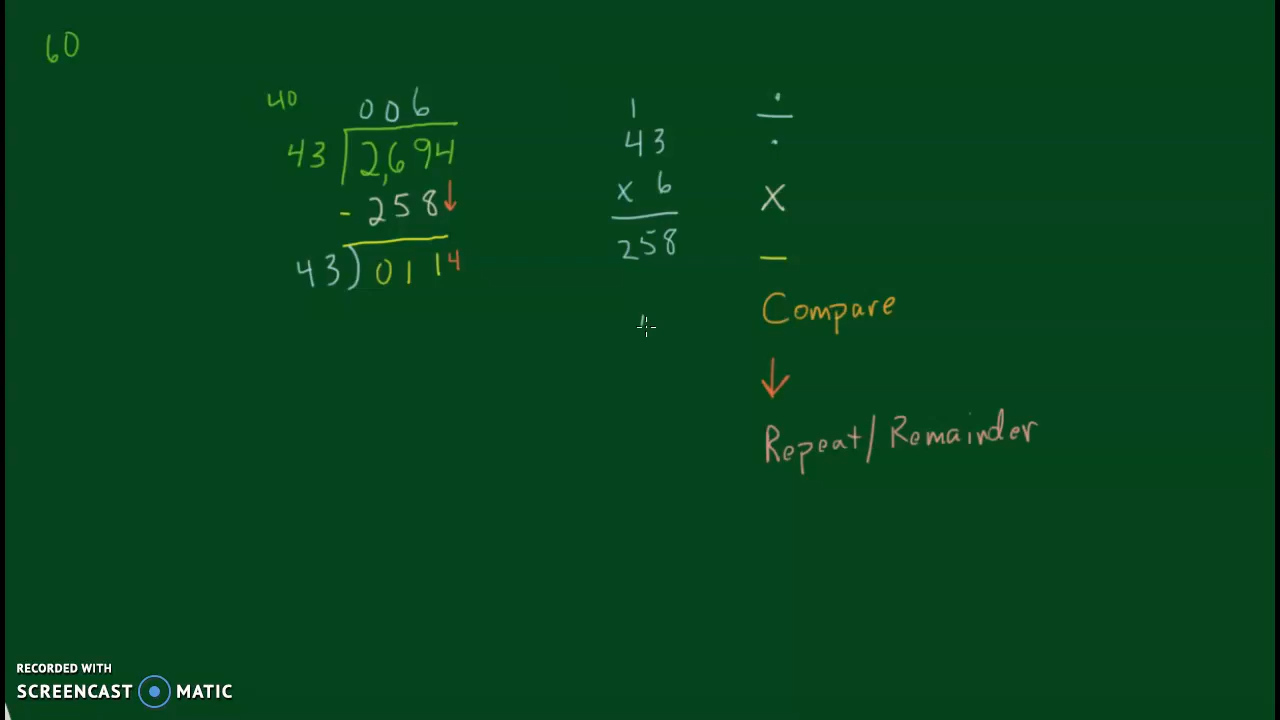 60
40
006
43 2,694
- 258↓
43) 0114
1
43
x 6
258
÷
x
–
Compare
↓
Repeat/Remainder
RECORDED WITH
SCREENCAST MATIC